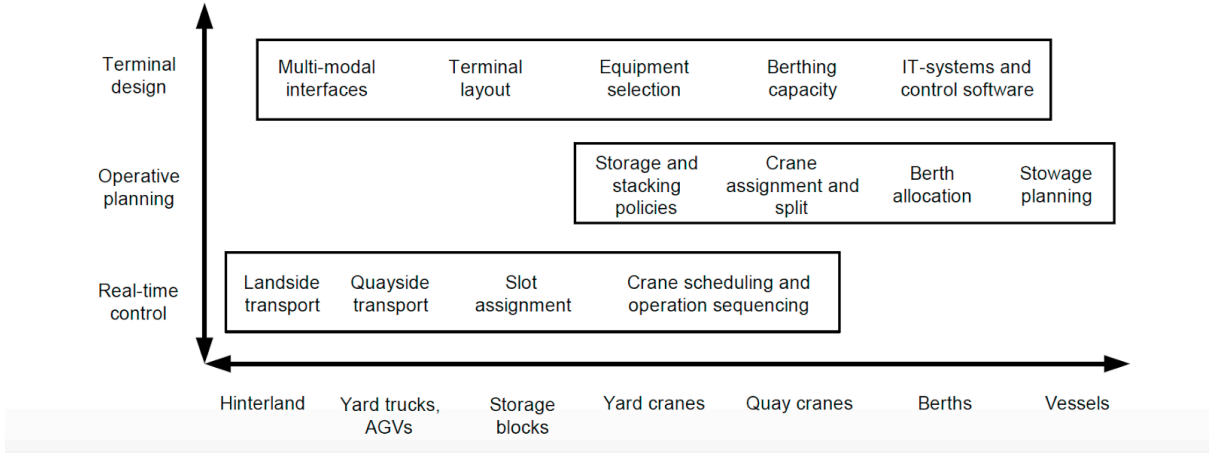 Terminal
design
Multi-modal
interfaces
Terminal
layout
Equipment
selection
Berthing
capacity
IT-systems and
control software
Operative
planning
Storage and
stacking
policies
Crane
assignment and
split
Berth
allocation
Stowage
planning
Real-time
control
Landside
transport
Quayside
transport
Slot
assignment
Crane scheduling and
operation sequencing
Hinterland
Yard trucks,
AGVs
Storage
blocks
Yard cranes
Quay cranes
Berths
Vessels